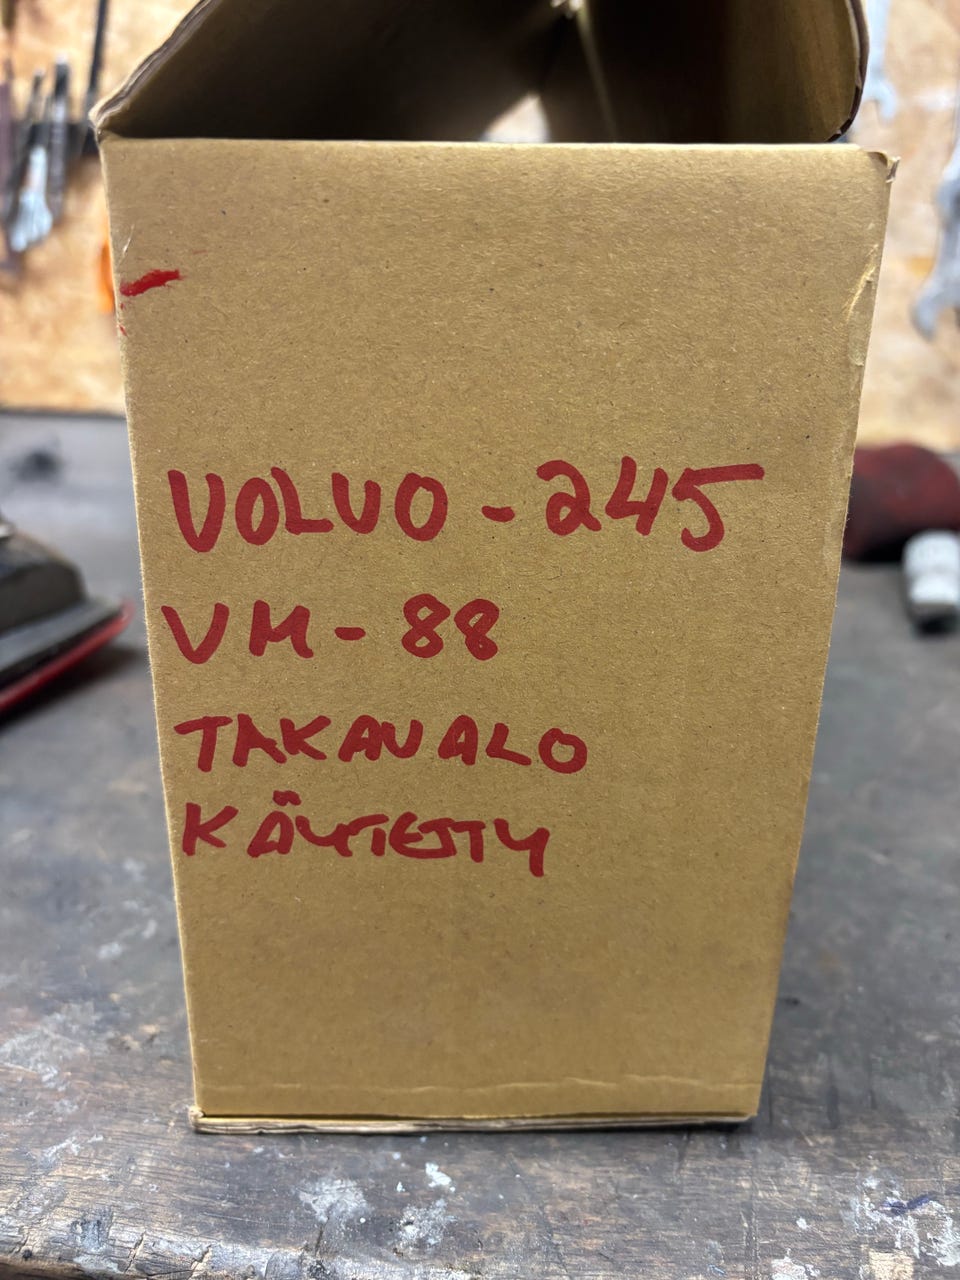 VOLVO - 245
VM - 88
TAKAVALO
KÄYTETTY